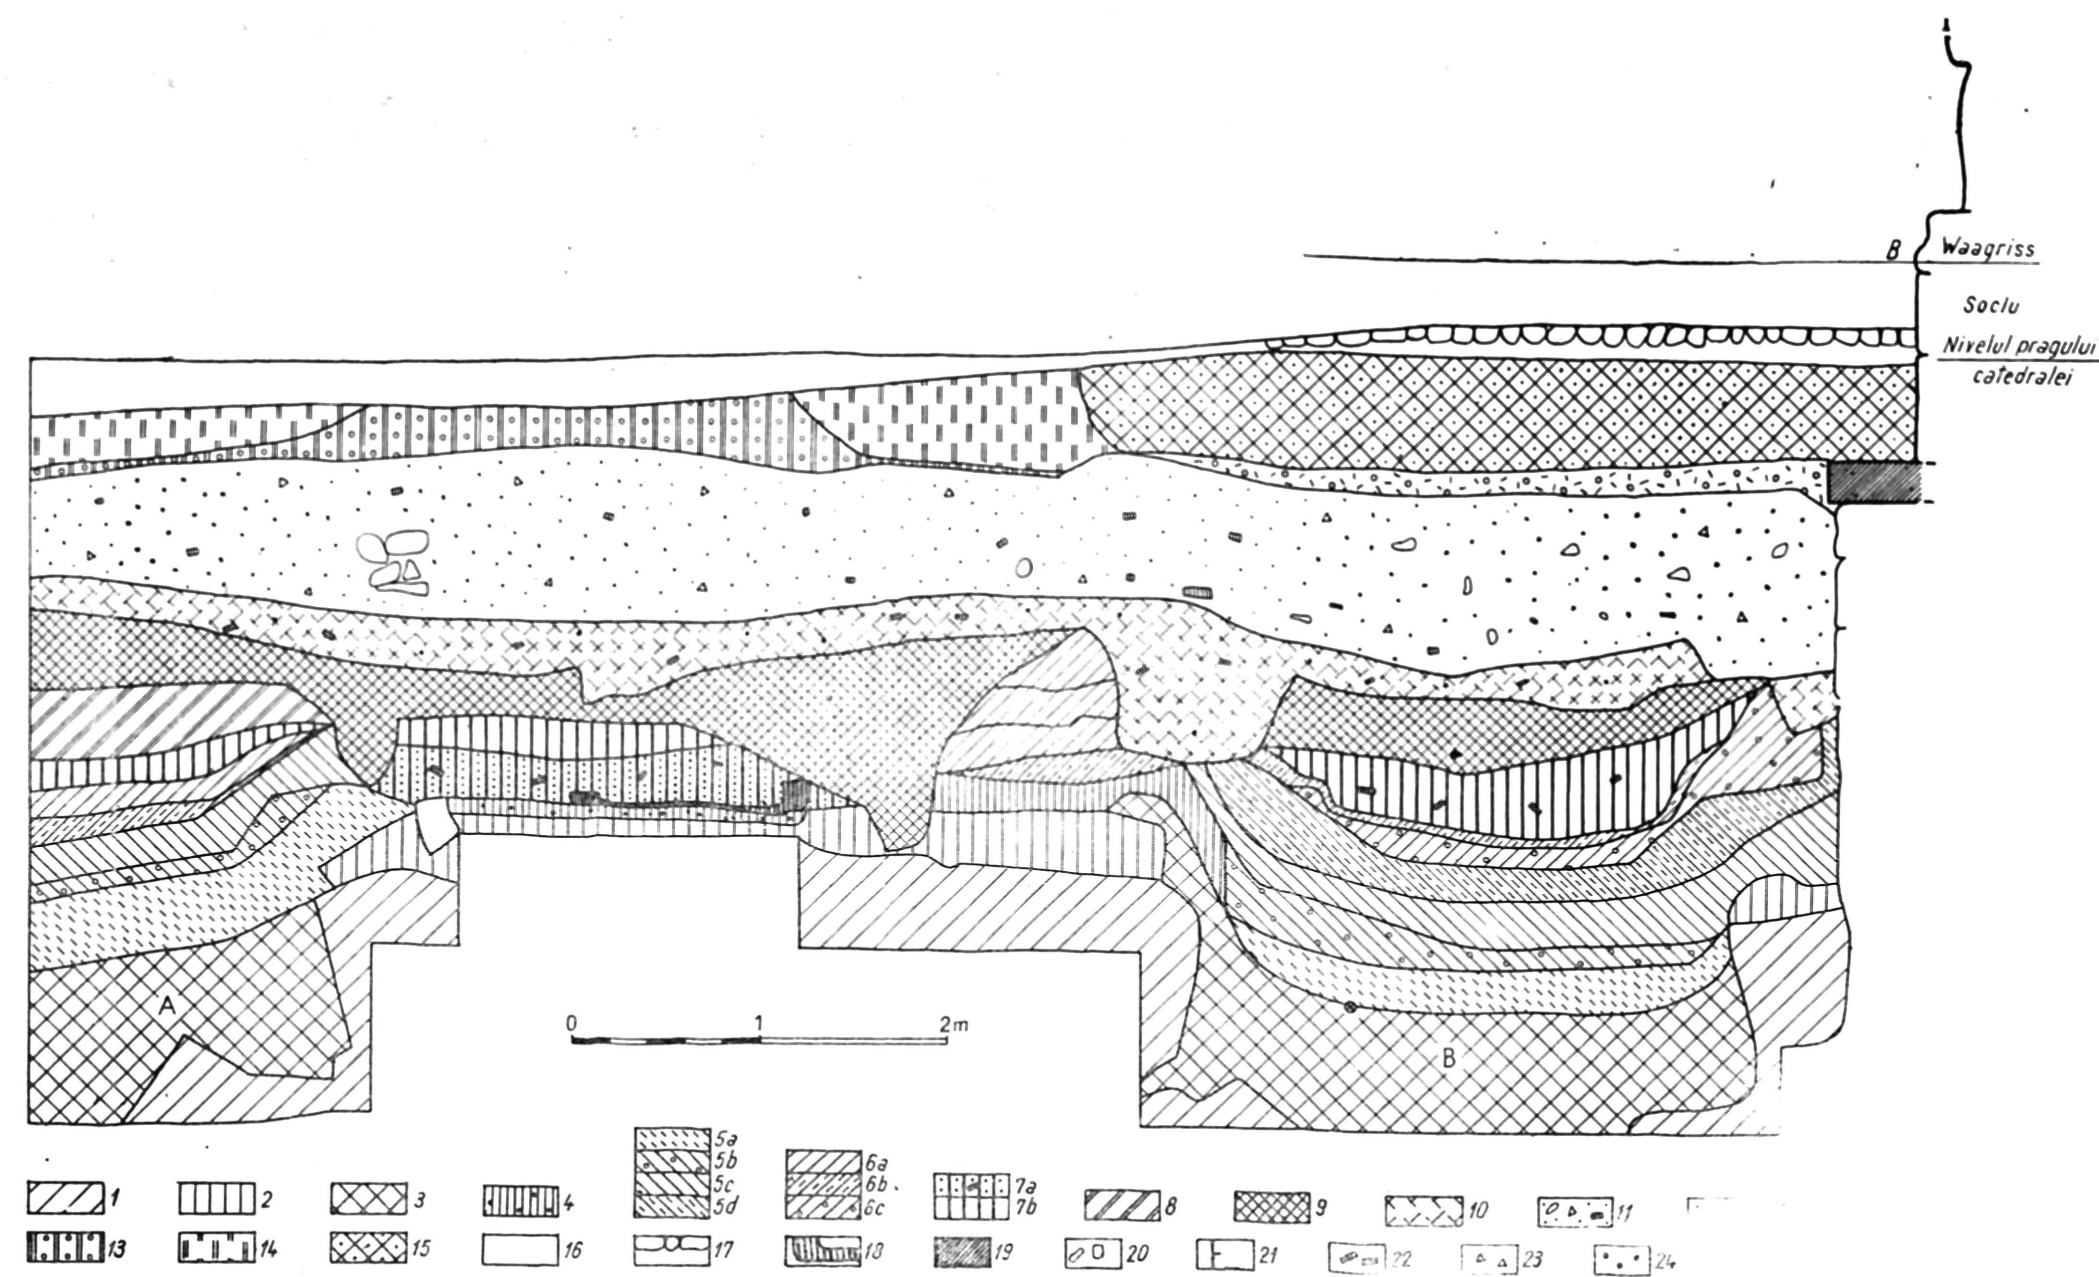 B Waagriss
Soclu
Nivelul pragului
catedralei
A
0 1 2m
B
5a
5b
5c
5d
6a
6b
6c
7a
7b
1 2 3 4 8 9 10 11
13 14 15 16 17 18 19 20 21 22 23 24